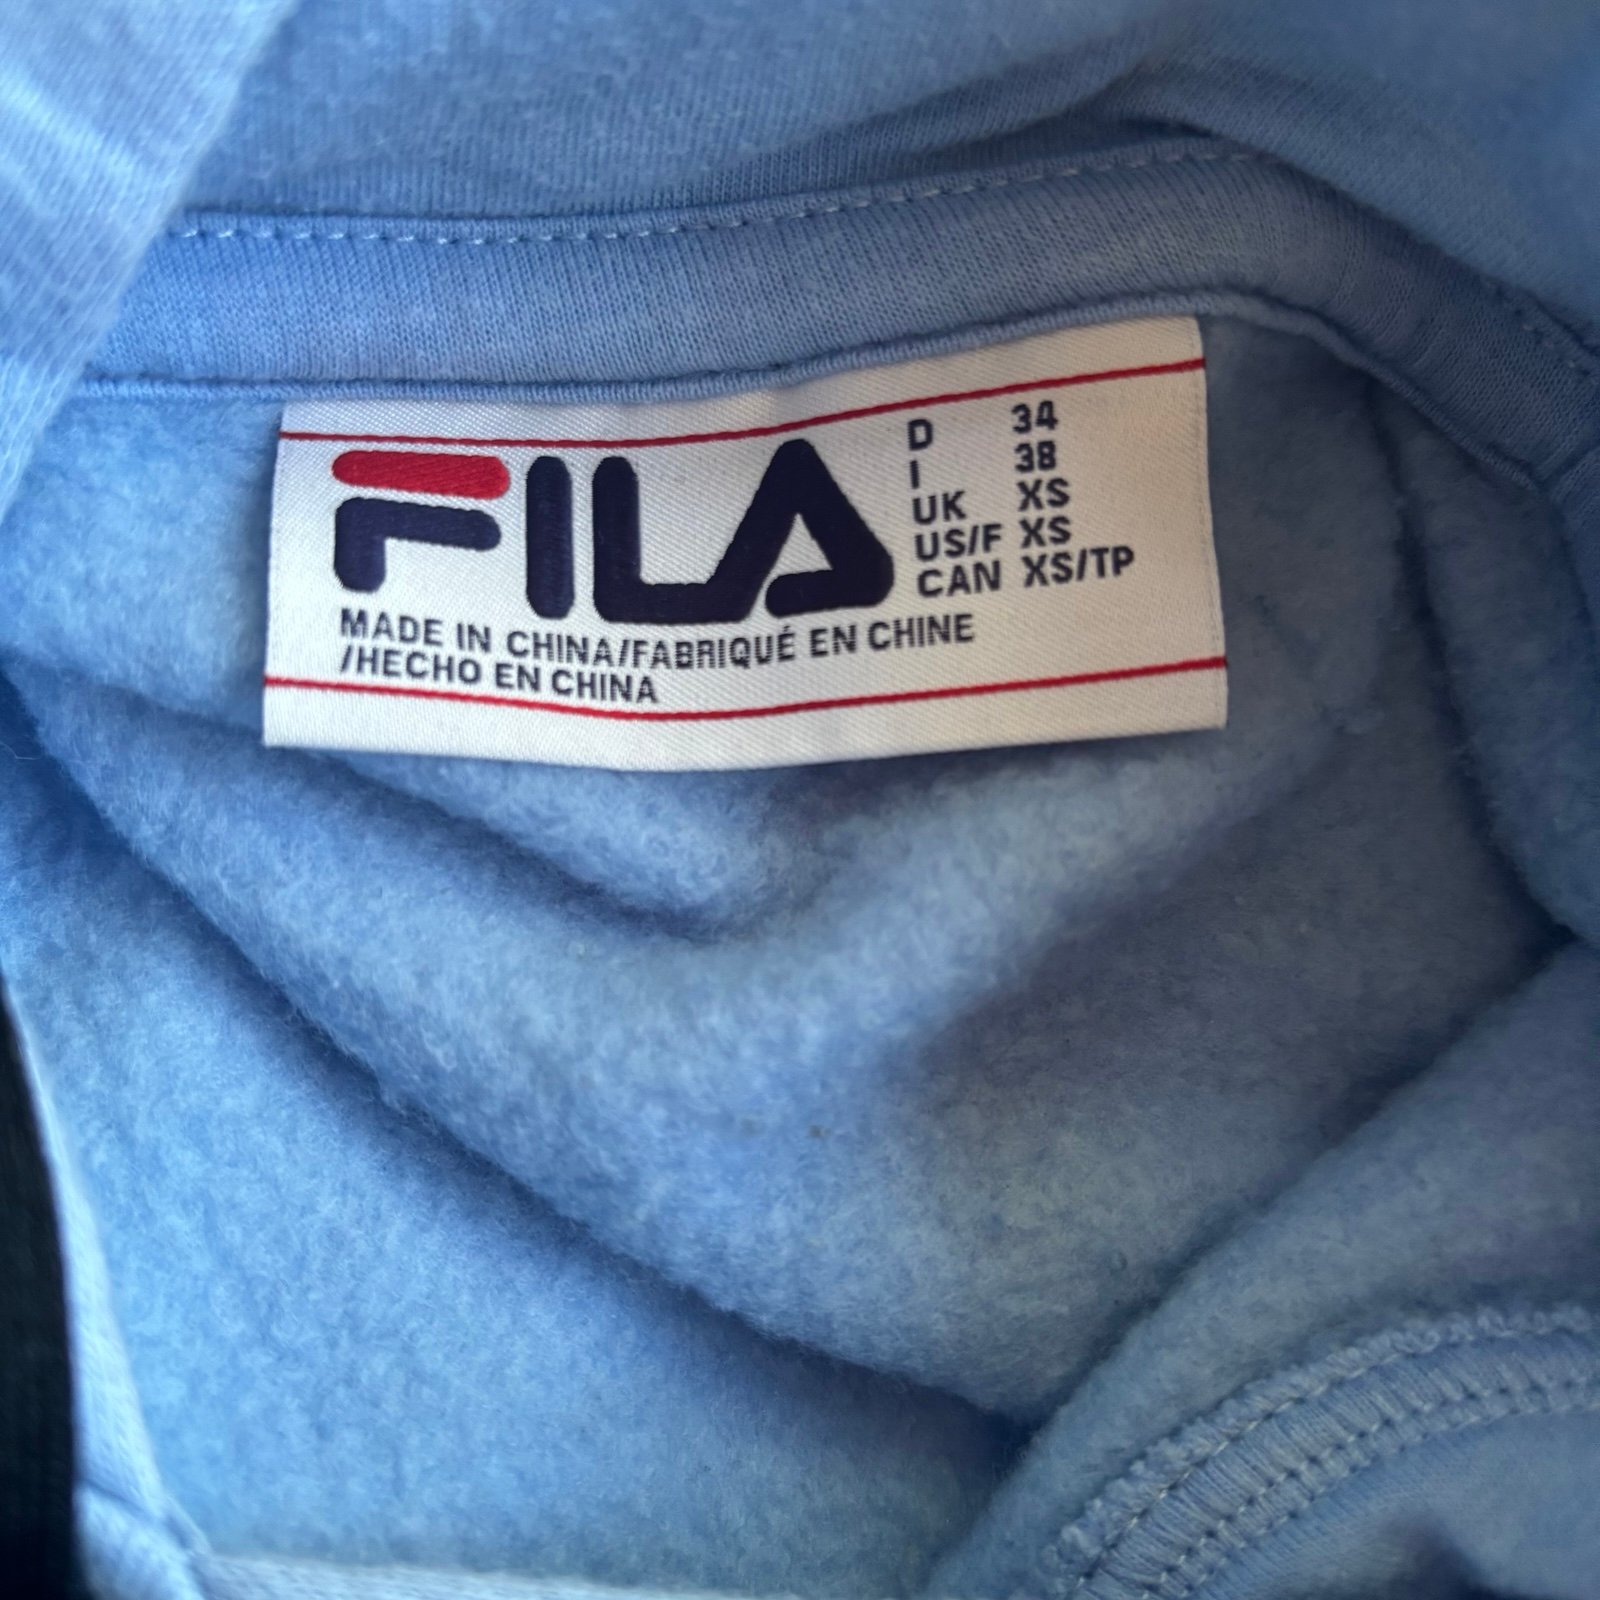 FILA
D 34
I 38
UK XS
US/F XS
CAN XS/TP
MADE IN CHINA/FABRIQUÉ EN CHINE
/HECHO EN CHINA